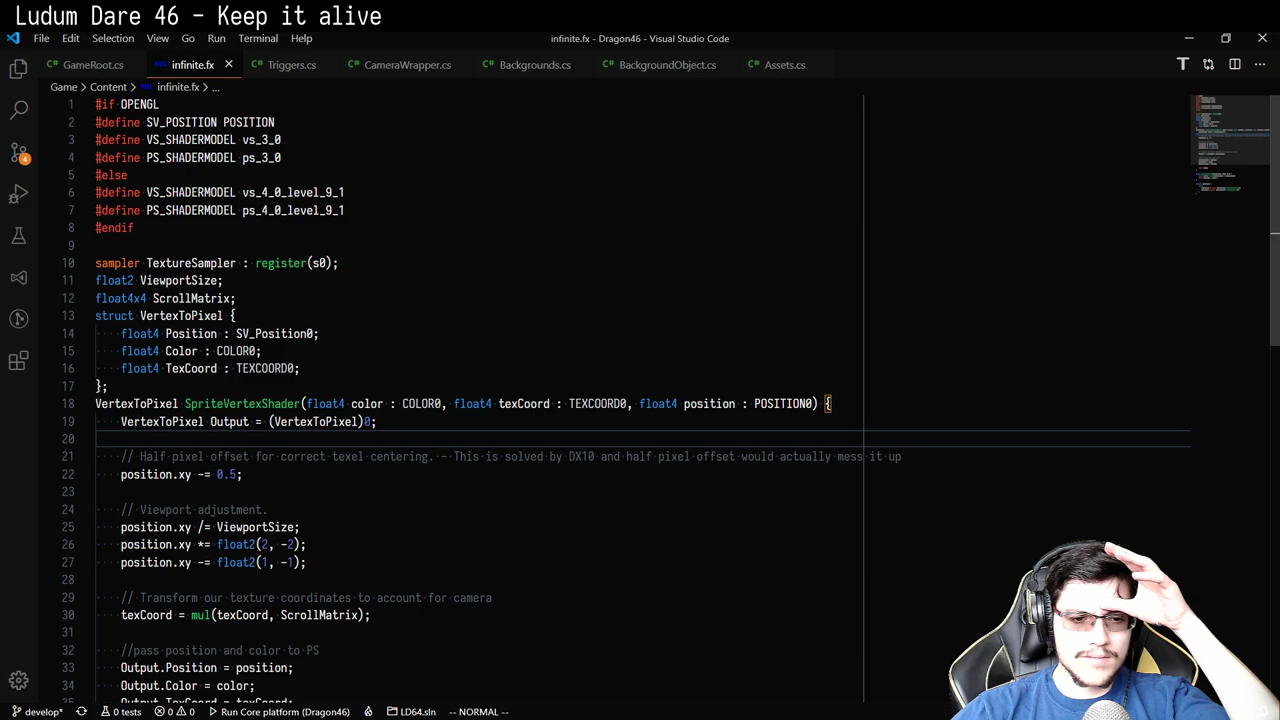 Ludum Dare 46 - Keep it alive
File Edit Selection View Go Run Terminal Help infinite.fx - Dragon46 - Visual Studio Code
GameRoot.cs infinite.fx Triggers.cs CameraWrapper.cs Backgrounds.cs BackgroundObject.cs Assets.cs
Game > Content > infinite.fx > ...
1 #if OPENGL
2 #define SV_POSITION POSITION
3 #define VS_SHADERMODEL vs_3_0
4 #define PS_SHADERMODEL ps_3_0
5 #else
6 #define VS_SHADERMODEL vs_4_0_level_9_1
7 #define PS_SHADERMODEL ps_4_0_level_9_1
8 #endif
9
10 sampler TextureSampler : register(s0);
11 float2 ViewportSize;
12 float4x4 ScrollMatrix;
13 struct VertexToPixel {
14 float4 Position : SV_Position0;
15 float4 Color : COLOR0;
16 float4 TexCoord : TEXCOORD0;
17 };
18 VertexToPixel SpriteVertexShader(float4 color : COLOR0, float4 texCoord : TEXCOORD0, float4 position : POSITION0) {
19 VertexToPixel Output = (VertexToPixel)0;
20
21 // Half pixel offset for correct texel centering. - This is solved by DX10 and half pixel offset would actually mess it up
22 position.xy -= 0.5;
23
24 // Viewport adjustment.
25 position.xy /= ViewportSize;
26 position.xy *= float2(2, -2);
27 position.xy -= float2(1, -1);
28
29 // Transform our texture coordinates to account for camera
30 texCoord = mul(texCoord, ScrollMatrix);
31
32 //pass position and color to PS
33 Output.Position = position;
34 Output.Color = color;
35 Output.TexCoord = texCoord;
4
develop* 0 tests 0 0 Run Core platform (Dragon46) LD64.sln -- NORMAL --